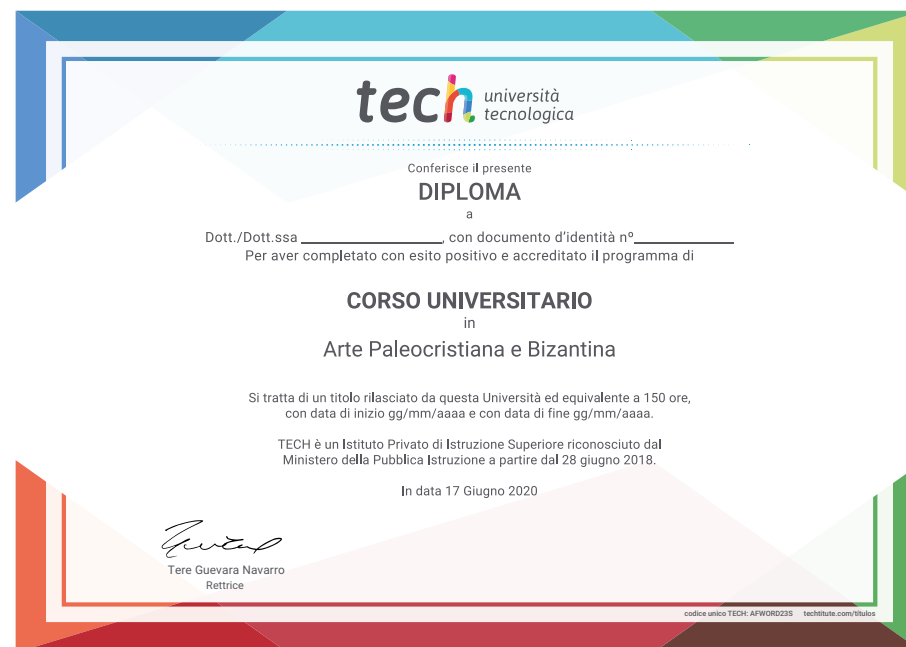 tech università
tecnologica
Conferisce il presente
DIPLOMA
a
Dott./Dott.ssa ____________________, con documento d'identità nº______________
Per aver completato con esito positivo e accreditato il programma di
CORSO UNIVERSITARIO
in
Arte Paleocristiana e Bizantina
Si tratta di un titolo rilasciato da questa Università ed equivalente a 150 ore,
con data di inizio gg/mm/aaaa e con data di fine gg/mm/aaaa.
TECH è un Istituto Privato di Istruzione Superiore riconosciuto dal
Ministero della Pubblica Istruzione a partire dal 28 giugno 2018.
In data 17 Giugno 2020
Tere Guevara Navarro
Rettrice
codice unico TECH: AFWORD23S techtitute.com/titulos